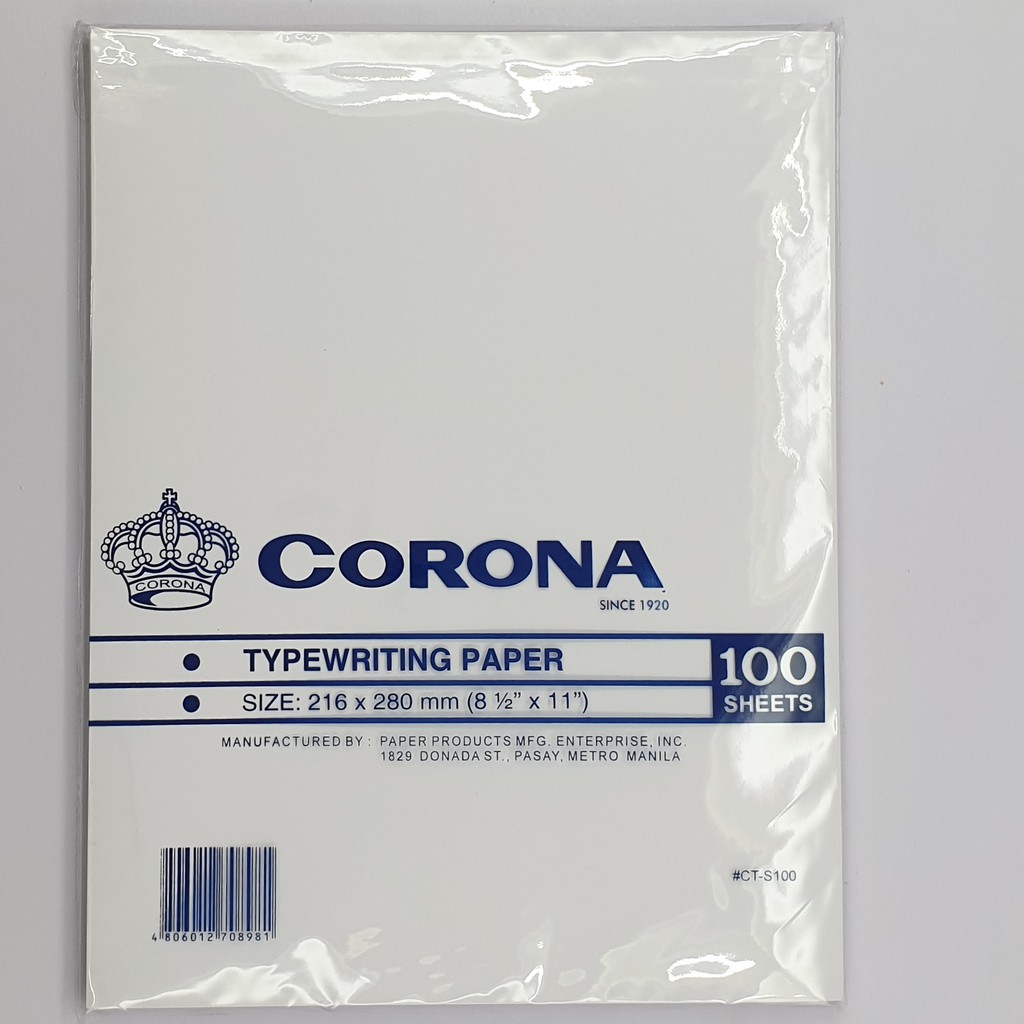 CORONA
CORONA
SINCE 1920
TYPEWRITING PAPER
SIZE: 216 x 280 mm (8 ½” x 11”)
100
SHEETS
MANUFACTURED BY : PAPER PRODUCTS MFG. ENTERPRISE, INC.
1829 DONADA ST., PASAY, METRO MANILA
#CT-S100
4 806012 708981